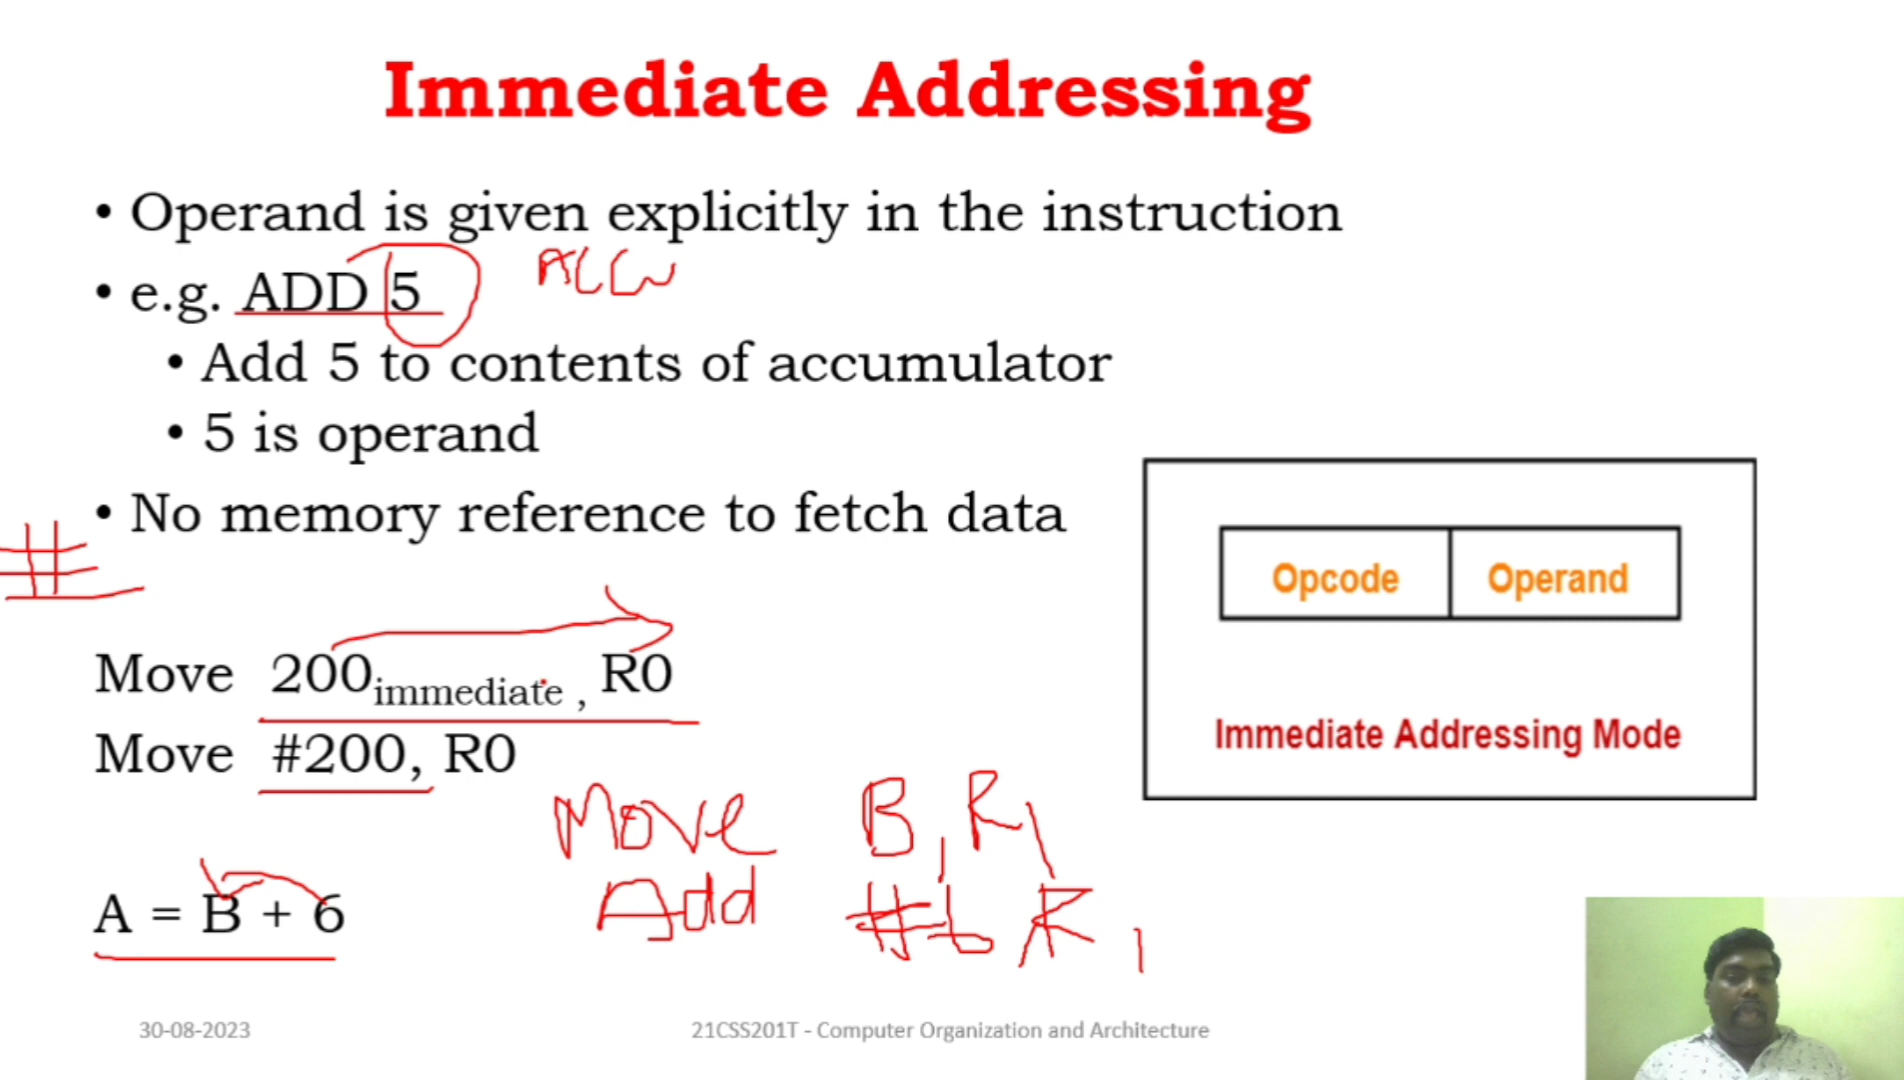 Immediate Addressing
• Operand is given explicitly in the instruction
• e.g. ADD 5
• Add 5 to contents of accumulator
• 5 is operand
• No memory reference to fetch data
#
Move 200immediate , R0
Move #200, R0
Move B, R1
Add #6 R1
A = B + 6
Opcode Operand
Immediate Addressing Mode
30-08-2023
21CSS201T - Computer Organization and Architecture